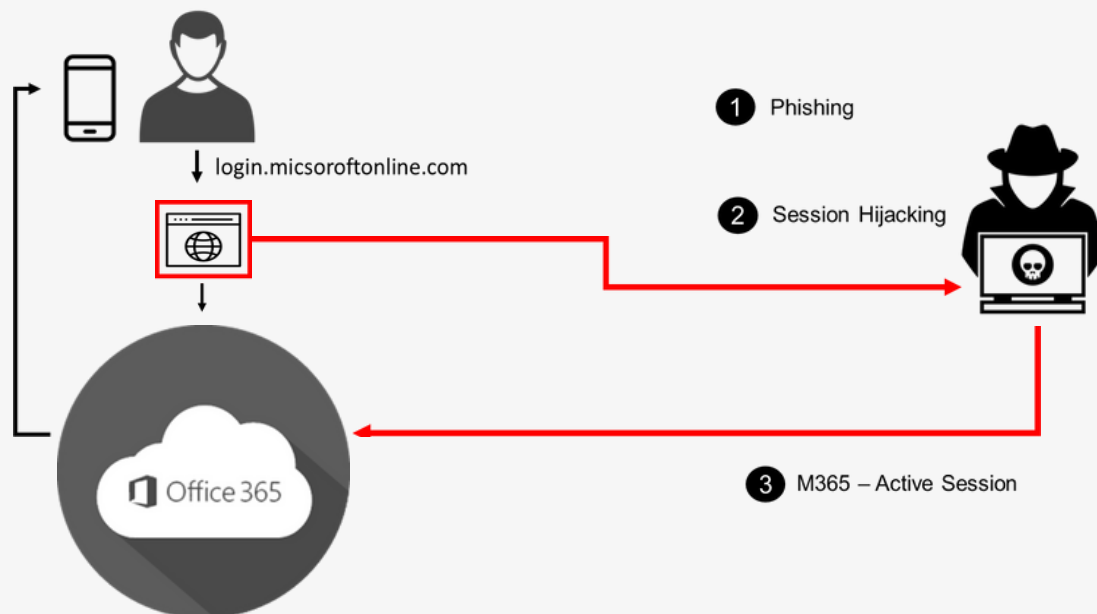 1 Phishing
login.micsoroftonline.com
2 Session Hijacking
Office 365
3 M365 – Active Session